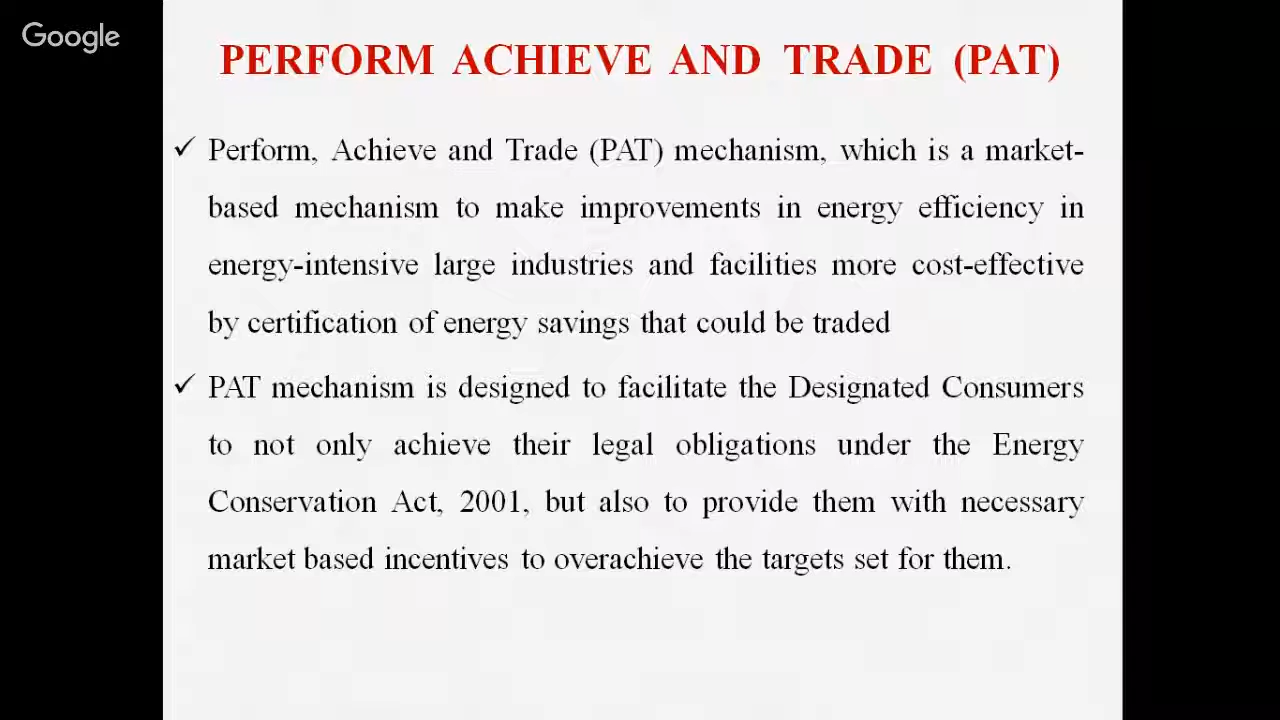 Google
PERFORM ACHIEVE AND TRADE (PAT)
✓ Perform, Achieve and Trade (PAT) mechanism, which is a market-
based mechanism to make improvements in energy efficiency in
energy-intensive large industries and facilities more cost-effective
by certification of energy savings that could be traded
✓ PAT mechanism is designed to facilitate the Designated Consumers
to not only achieve their legal obligations under the Energy
Conservation Act, 2001, but also to provide them with necessary
market based incentives to overachieve the targets set for them.